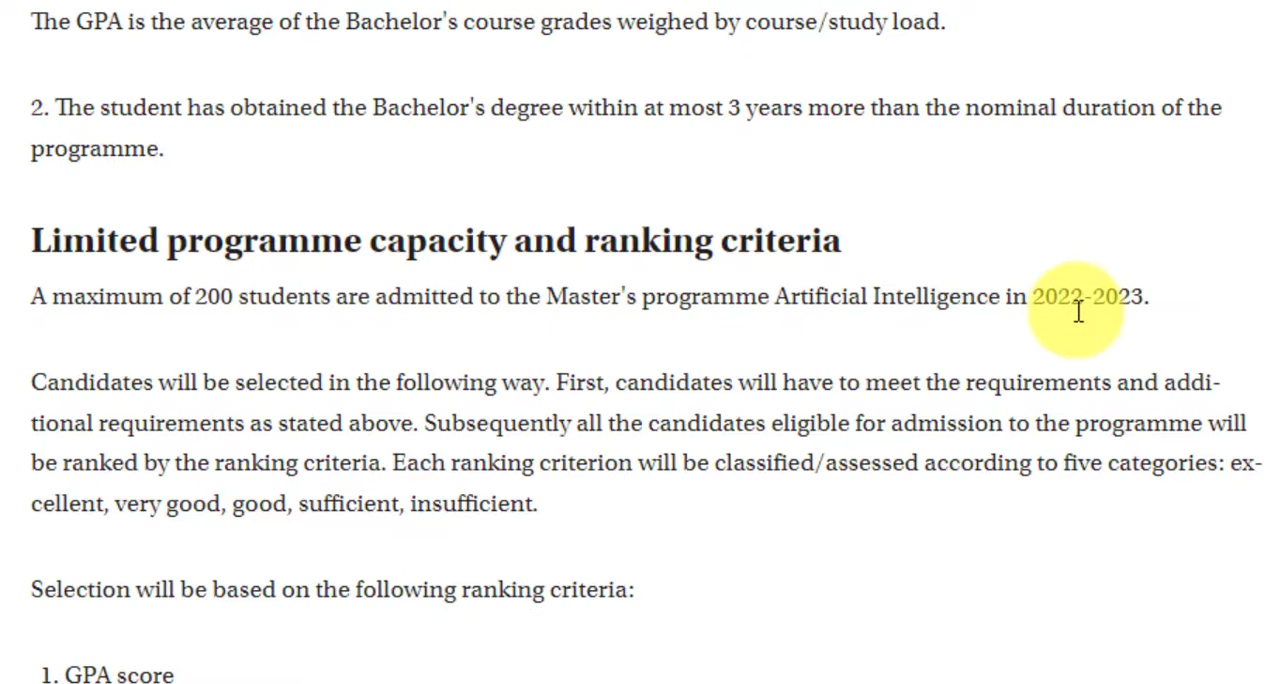 The GPA is the average of the Bachelor's course grades weighed by course/study load.
2. The student has obtained the Bachelor's degree within at most 3 years more than the nominal duration of the
programme.
Limited programme capacity and ranking criteria
A maximum of 200 students are admitted to the Master's programme Artificial Intelligence in 2022-2023.
Candidates will be selected in the following way. First, candidates will have to meet the requirements and addi-
tional requirements as stated above. Subsequently all the candidates eligible for admission to the programme will
be ranked by the ranking criteria. Each ranking criterion will be classified/assessed according to five categories: ex-
cellent, very good, good, sufficient, insufficient.
Selection will be based on the following ranking criteria:
1. GPA score